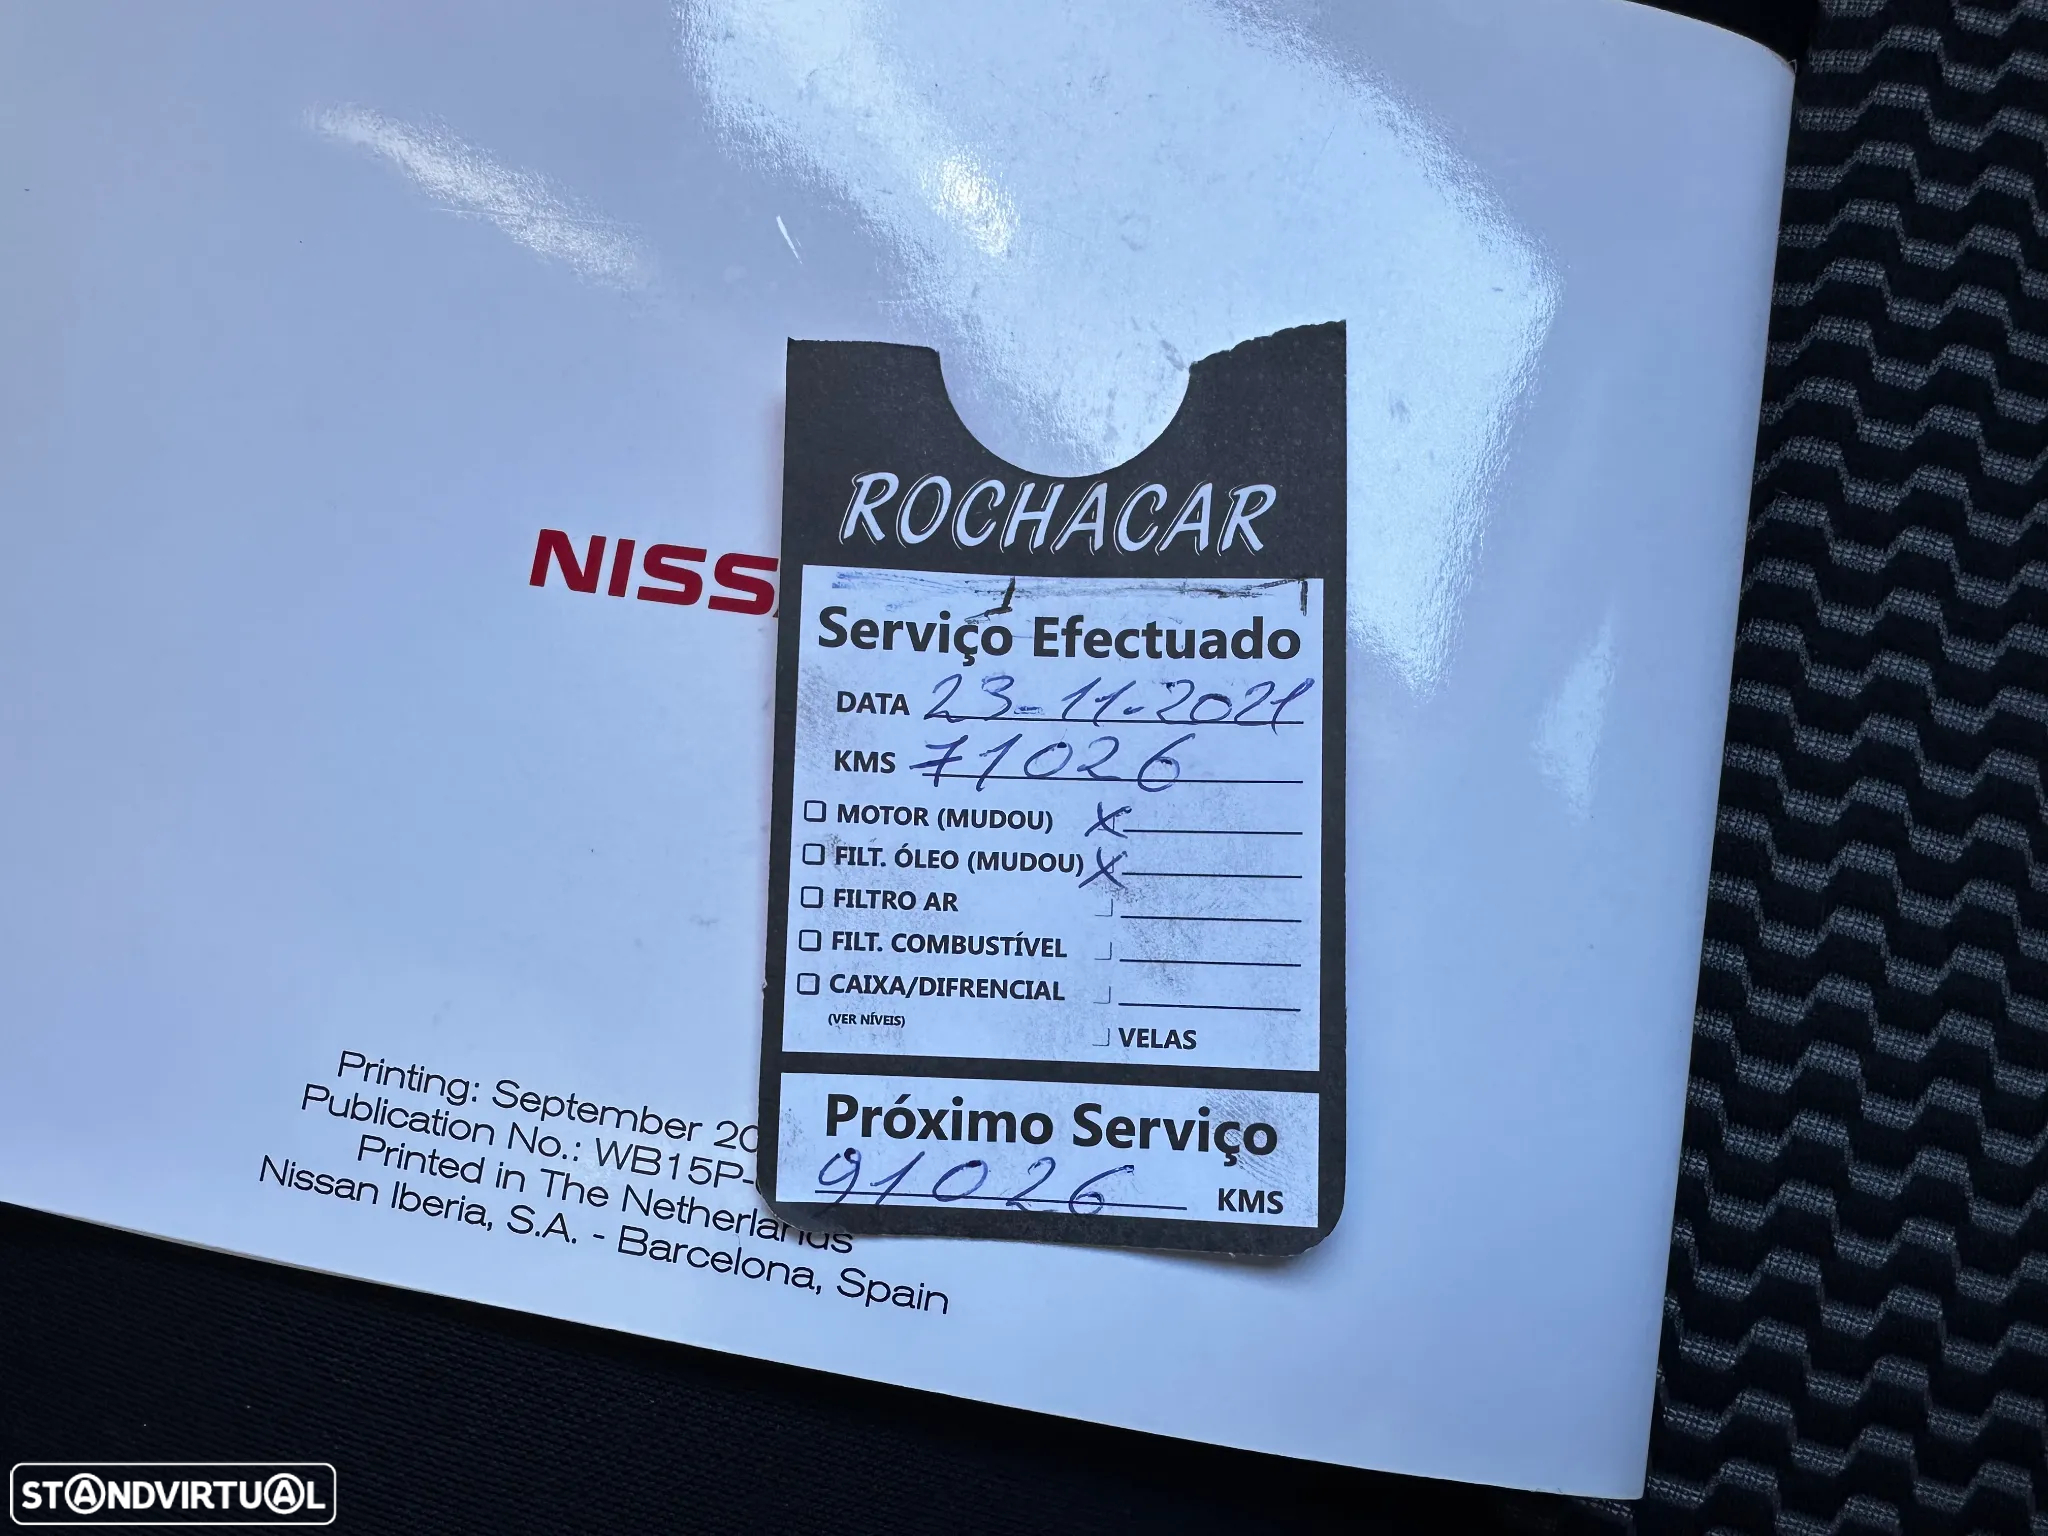 ROCHACAR
NISS
Serviço Efectuado
DATA 23-11-2021
KMS 71026
MOTOR (MUDOU) X
FILT. ÓLEO (MUDOU) X
FILTRO AR
FILT. COMBUSTÍVEL
CAIXA/DIFRENCIAL
(VER NÍVEIS)
VELAS
Próximo Serviço
91026 KMS
Printing: September 20
Publication No.: WB15P-
Printed in The Netherlands
Nissan Iberia, S.A. - Barcelona, Spain
STANDVIRTUAL